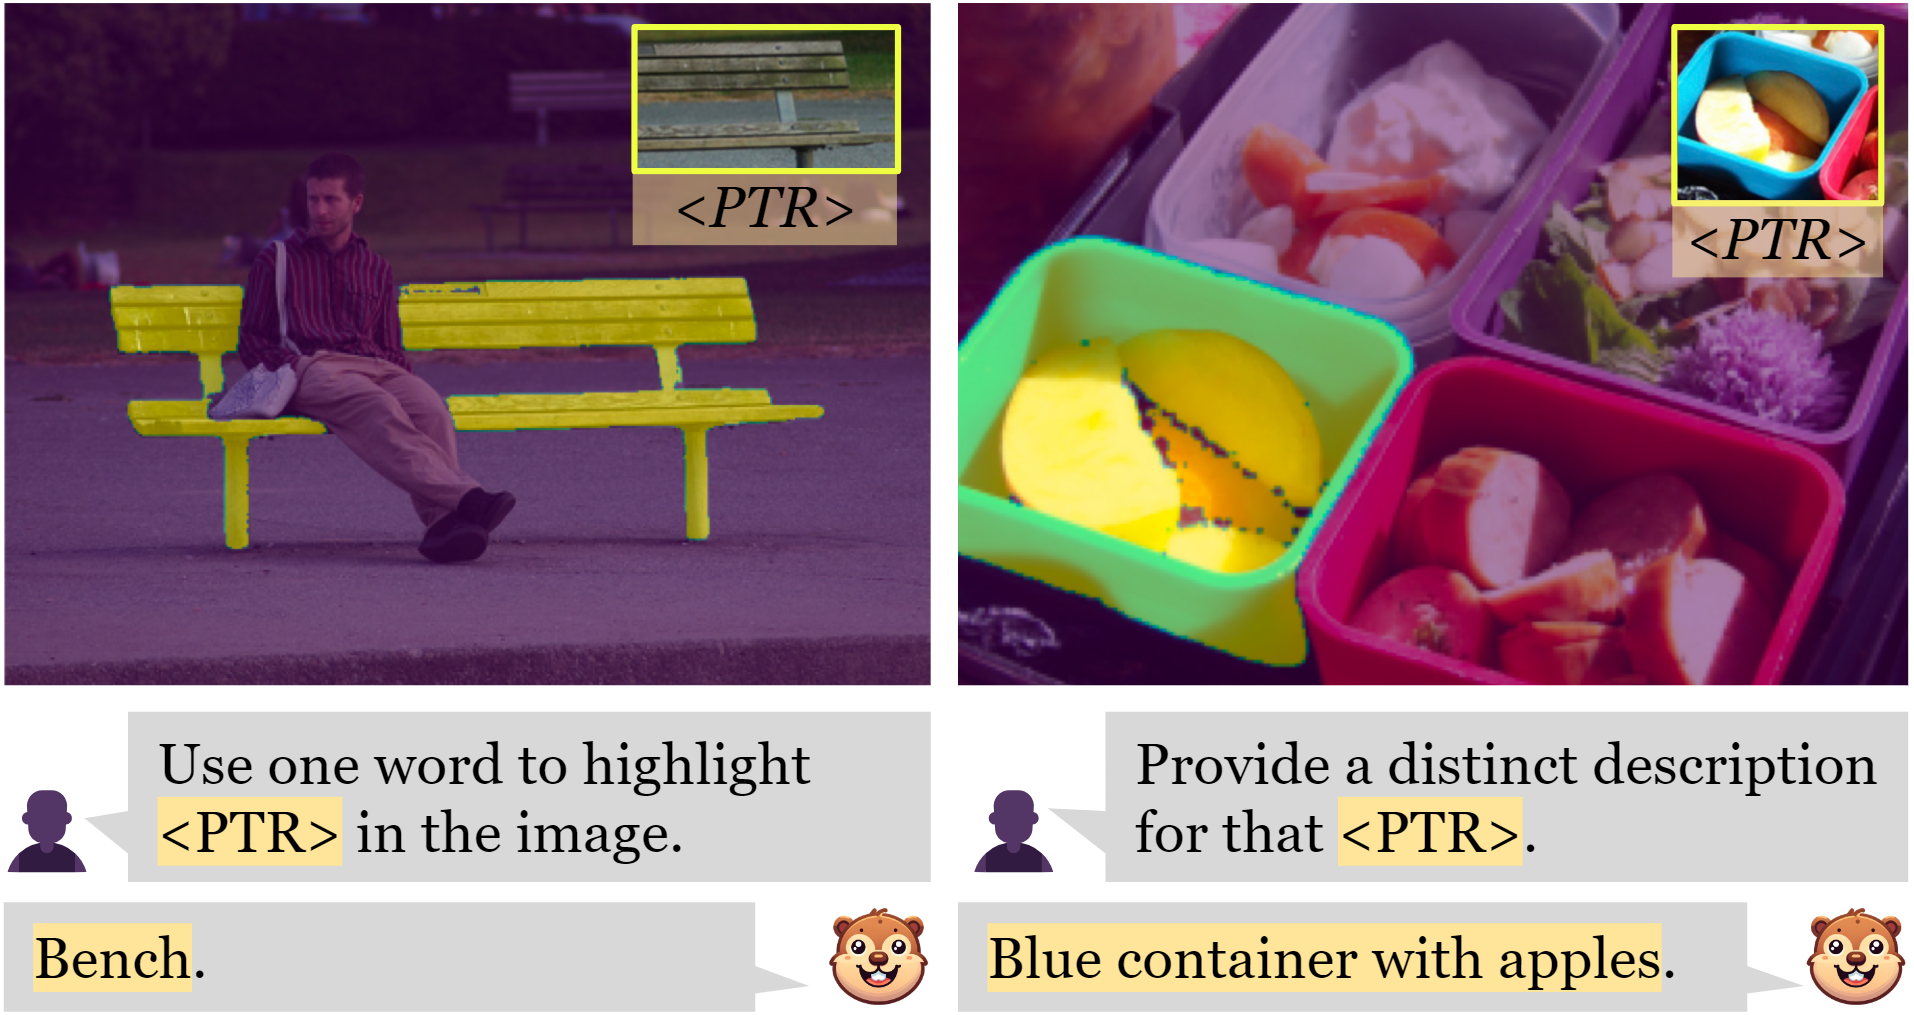 <PTR>
<PTR>
Use one word to highlight
<PTR> in the image.
Bench.
Provide a distinct description
for that <PTR>.
Blue container with apples.